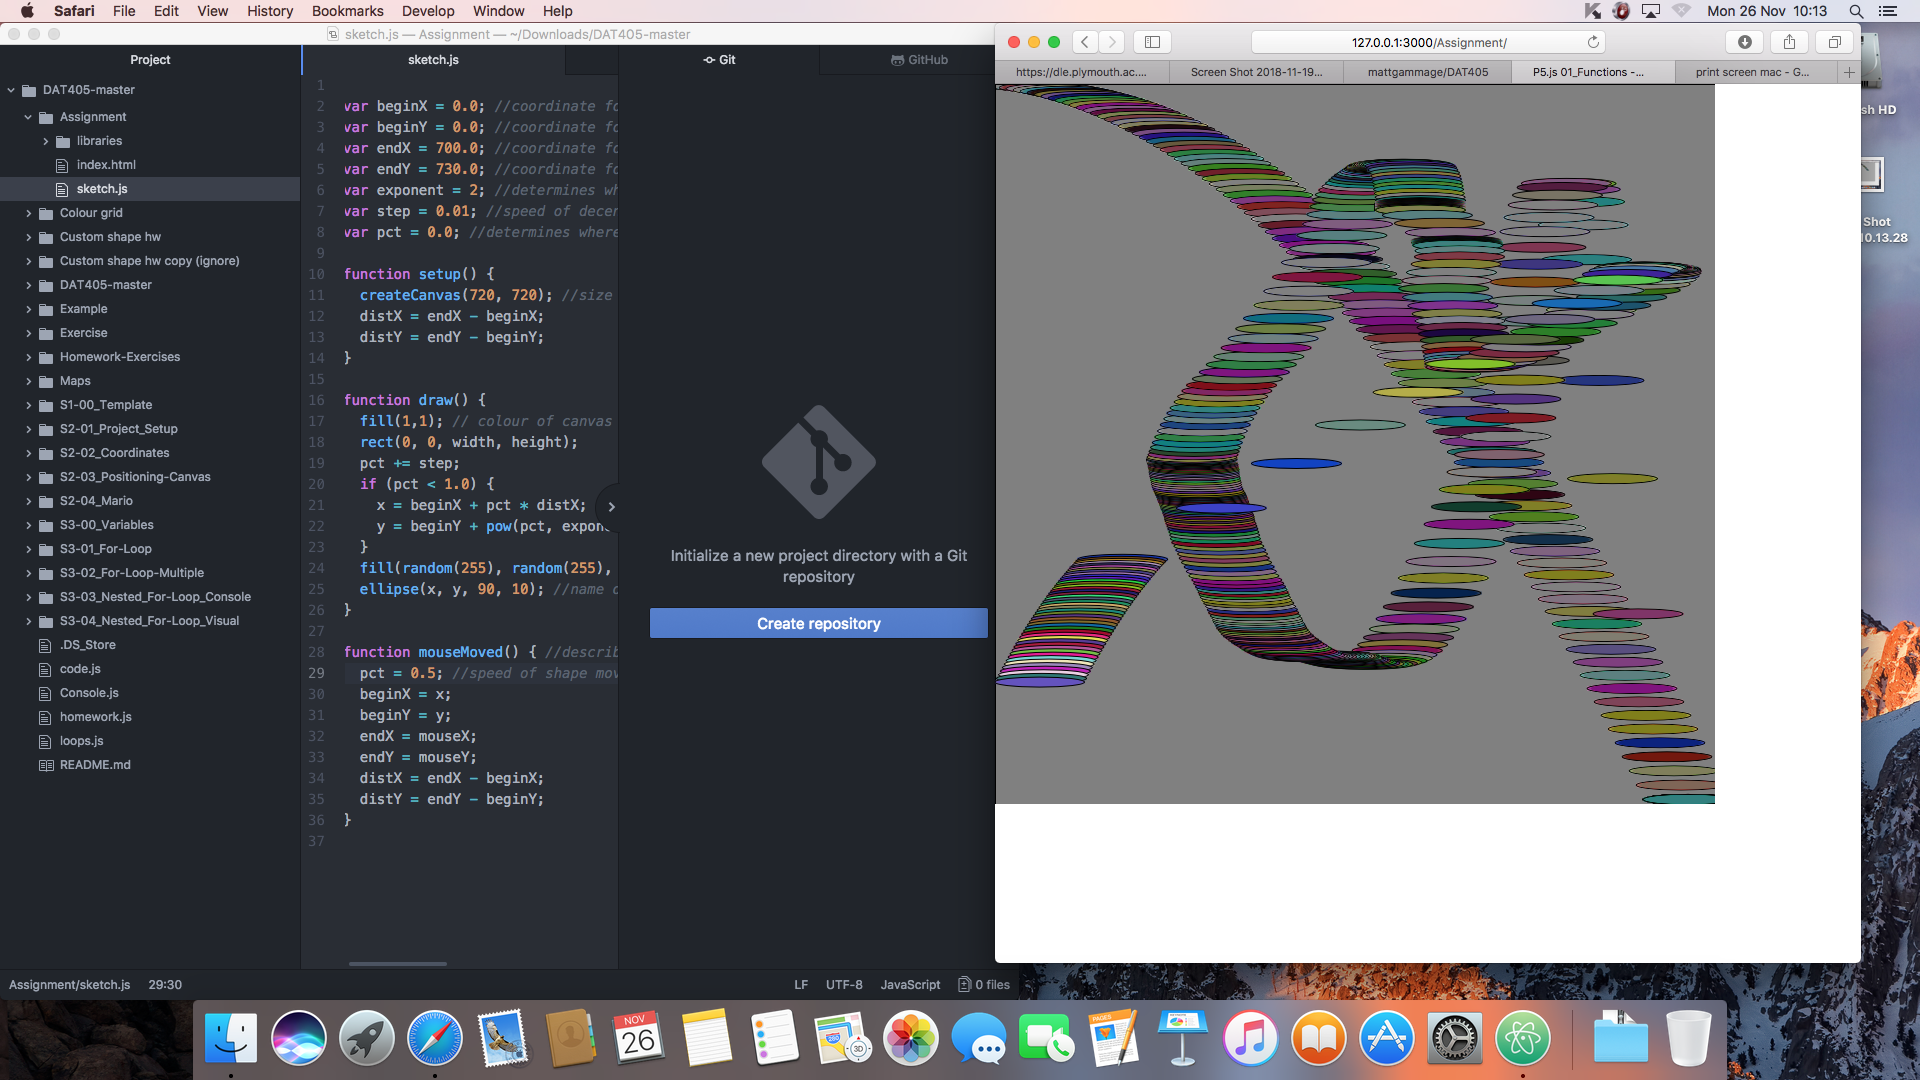 Safari File Edit View History Bookmarks Develop Window Help
Mon 26 Nov 10:13
sketch.js — Assignment — ~/Downloads/DAT405-master
Project
DAT405-master
Assignment
libraries
index.html
sketch.js
Colour grid
Custom shape hw
Custom shape hw copy (ignore)
DAT405-master
Example
Exercise
Homework-Exercises
Maps
S1-00_Template
S2-01_Project_Setup
S2-02_Coordinates
S2-03_Positioning-Canvas
S2-04_Mario
S3-00_Variables
S3-01_For-Loop
S3-02_For-Loop-Multiple
S3-03_Nested_For-Loop_Console
S3-04_Nested_For-Loop_Visual
.DS_Store
code.js
Console.js
homework.js
loops.js
README.md
sketch.js
1
2 var beginX = 0.0; //coordinate fo
3 var beginY = 0.0; //coordinate fo
4 var endX = 700.0; //coordinate fo
5 var endY = 730.0; //coordinate fo
6 var exponent = 2; //determines wh
7 var step = 0.01; //speed of decen
8 var pct = 0.0; //determines where
9
10 function setup() {
11 createCanvas(720, 720); //size
12 distX = endX - beginX;
13 distY = endY - beginY;
14 }
15
16 function draw() {
17 fill(1,1); // colour of canvas
18 rect(0, 0, width, height);
19 pct += step;
20 if (pct < 1.0) {
21 x = beginX + pct * distX;
22 y = beginY + pow(pct, expon
23 }
24 fill(random(255), random(255),
25 ellipse(x, y, 90, 10); //name o
26 }
27
28 function mouseMoved() { //describ
29 pct = 0.5; //speed of shape mov
30 beginX = x;
31 beginY = y;
32 endX = mouseX;
33 endY = mouseY;
34 distX = endX - beginX;
35 distY = endY - beginY;
36 }
37
Git
GitHub
Initialize a new project directory with a Git
repository
Create repository
127.0.0.1:3000/Assignment/
https://dle.plymouth.ac....
Screen Shot 2018-11-19...
mattgammage/DAT405
P5.js 01_Functions -...
print screen mac - G...
sh HD
Shot
10.13.28
Assignment/sketch.js 29:30
LF UTF-8 JavaScript 0 files
NOV
26
280
3D
PAGES